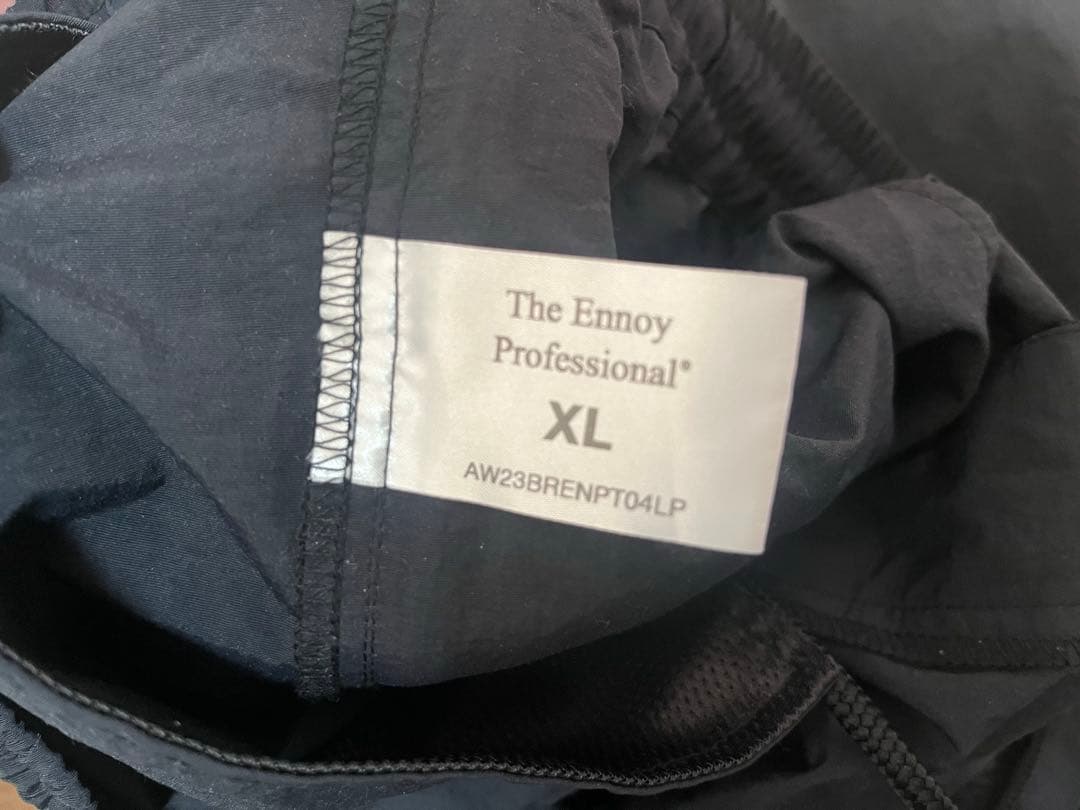 The Ennoy
Professional®
XL
AW23BRENPT04LP